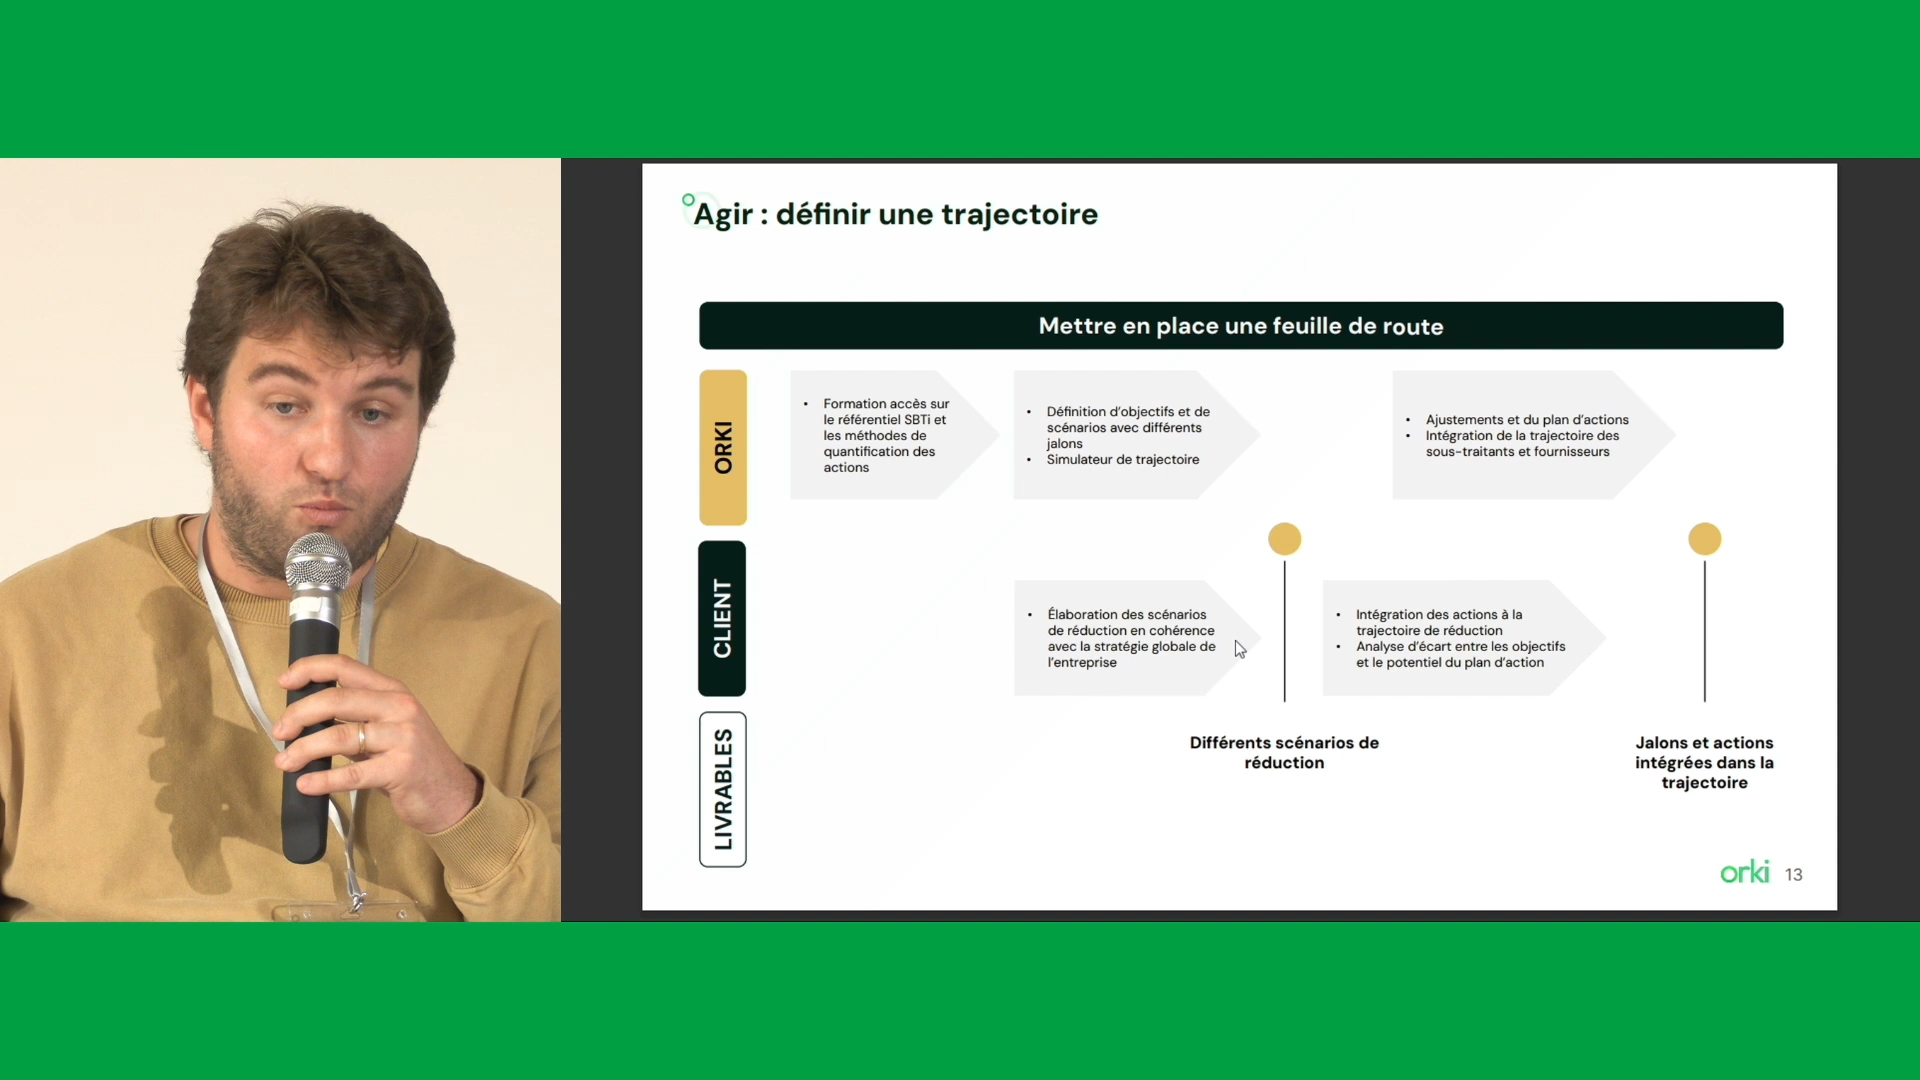 Agir : définir une trajectoire
Mettre en place une feuille de route
ORKI
• Formation accès sur
le référentiel SBTi et
les méthodes de
quantification des
actions
• Définition d'objectifs et de
scénarios avec différents
jalons
• Simulateur de trajectoire
• Ajustements et du plan d'actions
• Intégration de la trajectoire des
sous-traitants et fournisseurs
CLIENT
• Élaboration des scénarios
de réduction en cohérence
avec la stratégie globale de
l'entreprise
• Intégration des actions à la
trajectoire de réduction
• Analyse d'écart entre les objectifs
et le potentiel du plan d'action
LIVRABLES
Différents scénarios de
réduction
Jalons et actions
intégrées dans la
trajectoire
orki 13